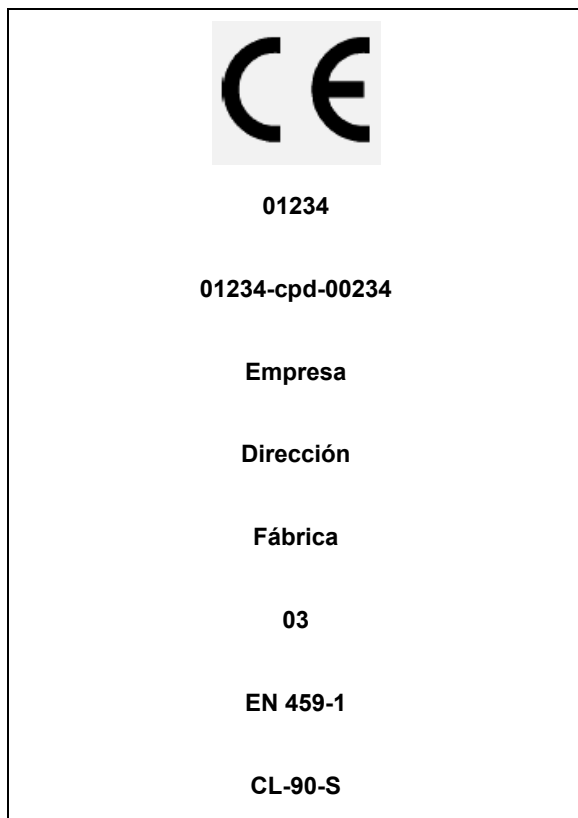 CE
01234
01234-cpd-00234
Empresa
Dirección
Fábrica
03
EN 459-1
CL-90-S